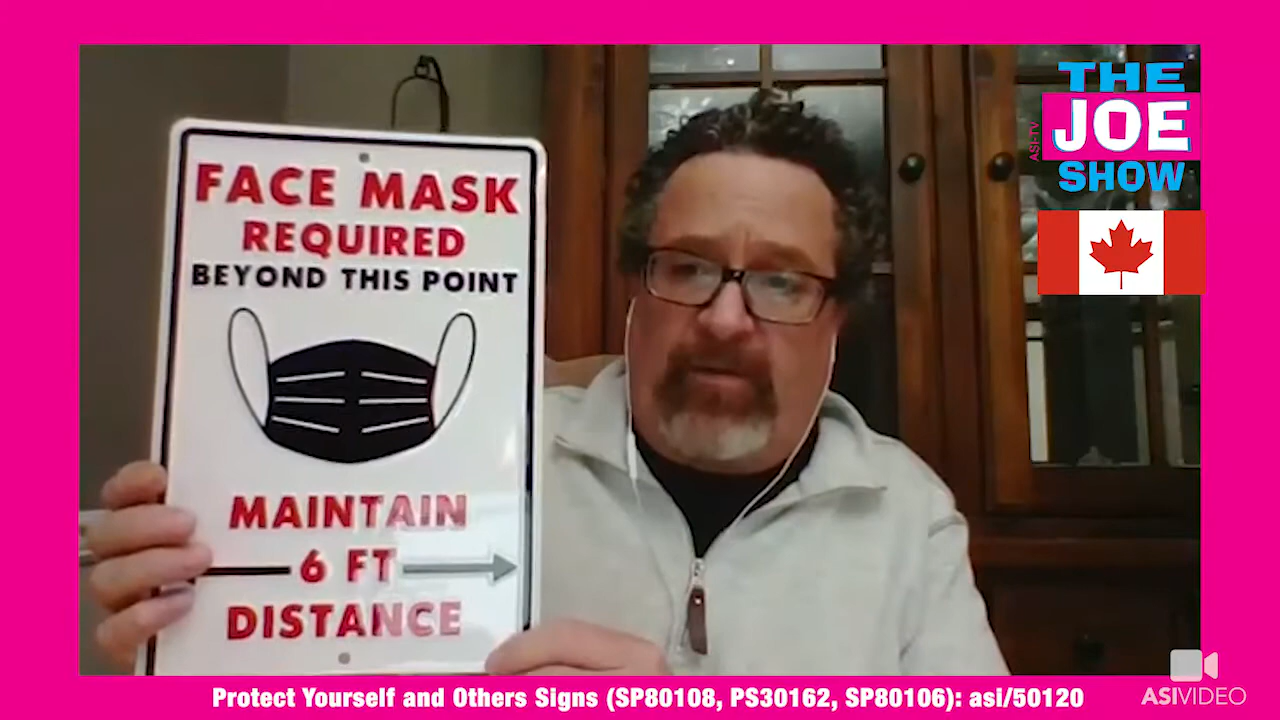 FACE MASK
REQUIRED
BEYOND THIS POINT
MAINTAIN
6 FT
DISTANCE
THE
ASI-TV
JOE
SHOW
Protect Yourself and Others Signs (SP80108, PS30162, SP80106): asi/50120
ASIVIDEO